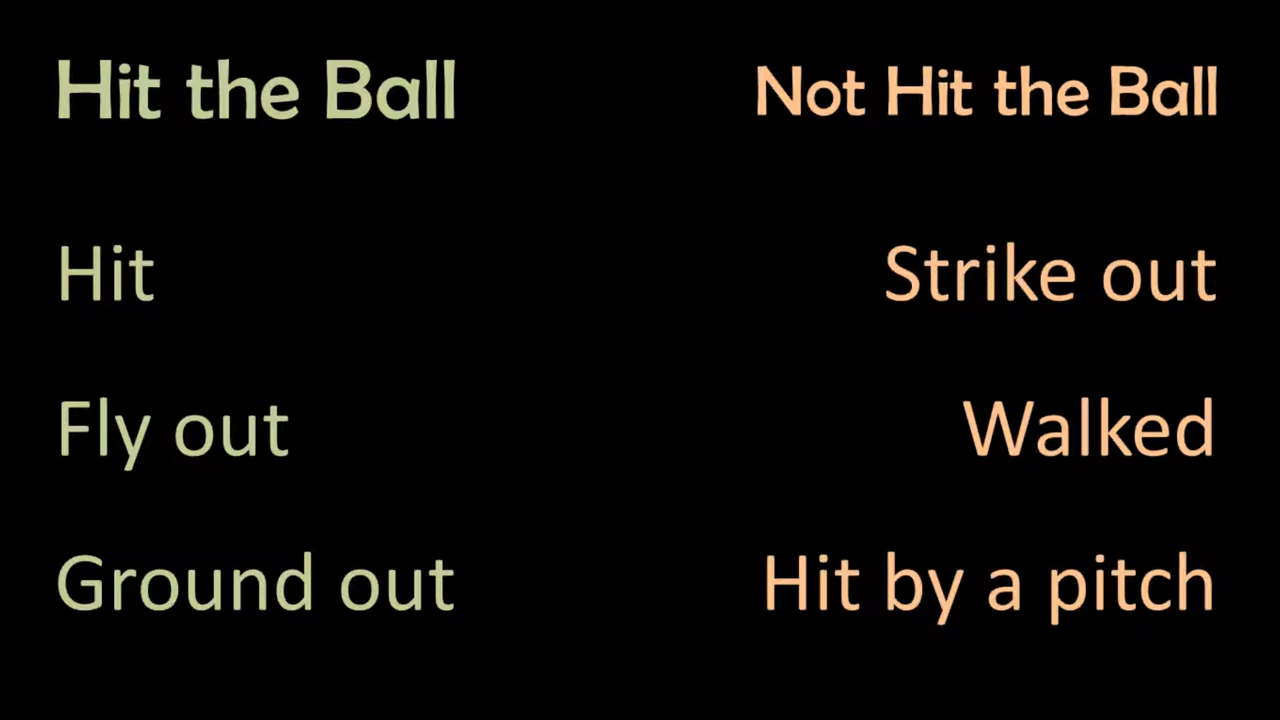 Hit the Ball
Not Hit the Ball
Hit
Strike out
Fly out
Walked
Ground out
Hit by a pitch